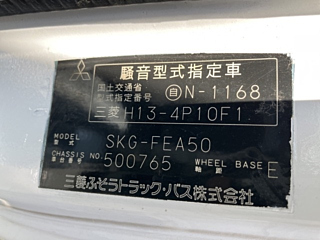 騒音型式指定車
国土交通省
型式指定番号 自N-1168
三菱 H13-4P10F1
MODEL
型式 SKG-FEA50
CHASSIS NO.
車台番号 500765 WHEEL BASE
軸距 E
三菱ふそうトラック・バス株式会社